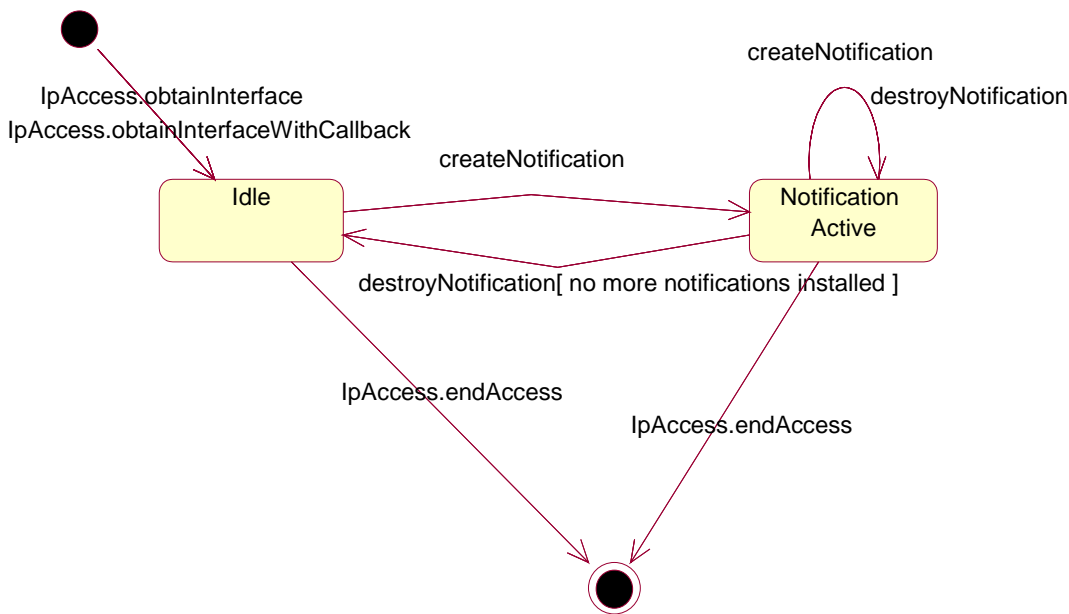 createNotification
destroyNotification
IpAccess.obtainInterface
IpAccess.obtainInterfaceWithCallback
createNotification
Idle
Notification
Active
destroyNotification[ no more notifications installed ]
IpAccess.endAccess
IpAccess.endAccess